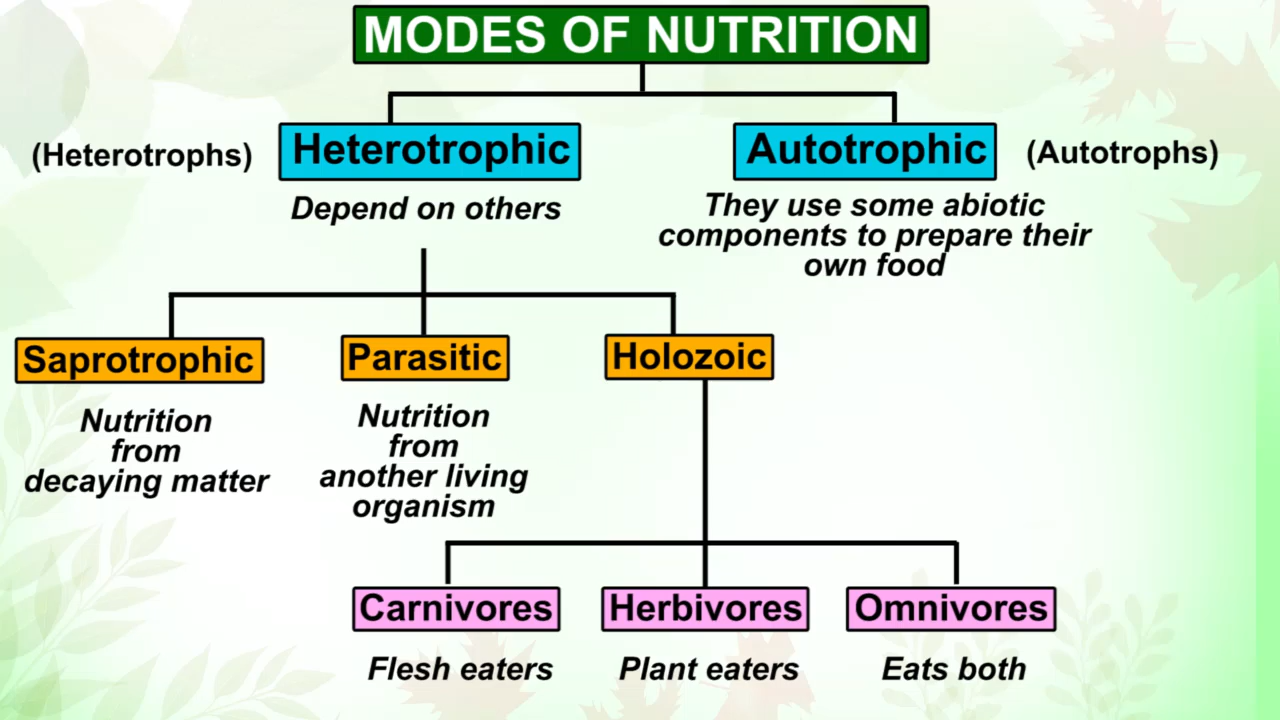 MODES OF NUTRITION
(Heterotrophs)
Heterotrophic
Autotrophic
(Autotrophs)
Depend on others
They use some abiotic
components to prepare their
own food
Saprotrophic
Parasitic
Holozoic
Nutrition
from
decaying matter
Nutrition
from
another living
organism
Carnivores
Herbivores
Omnivores
Flesh eaters
Plant eaters
Eats both